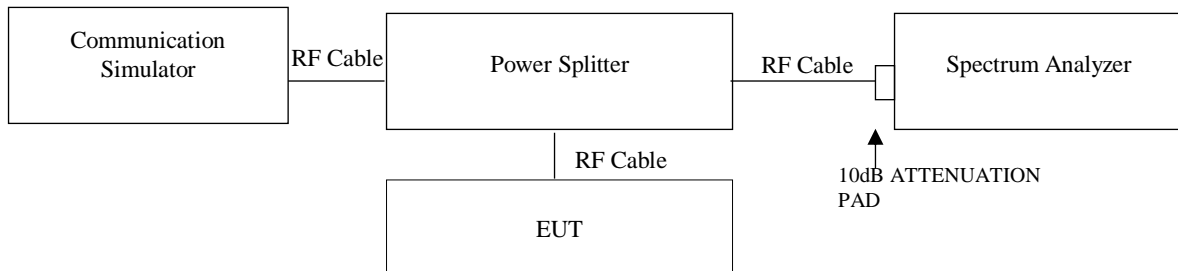 Communication
Simulator
RF Cable
Power Splitter
RF Cable
Spectrum Analyzer
RF Cable
10dB ATTENUATION
PAD
EUT